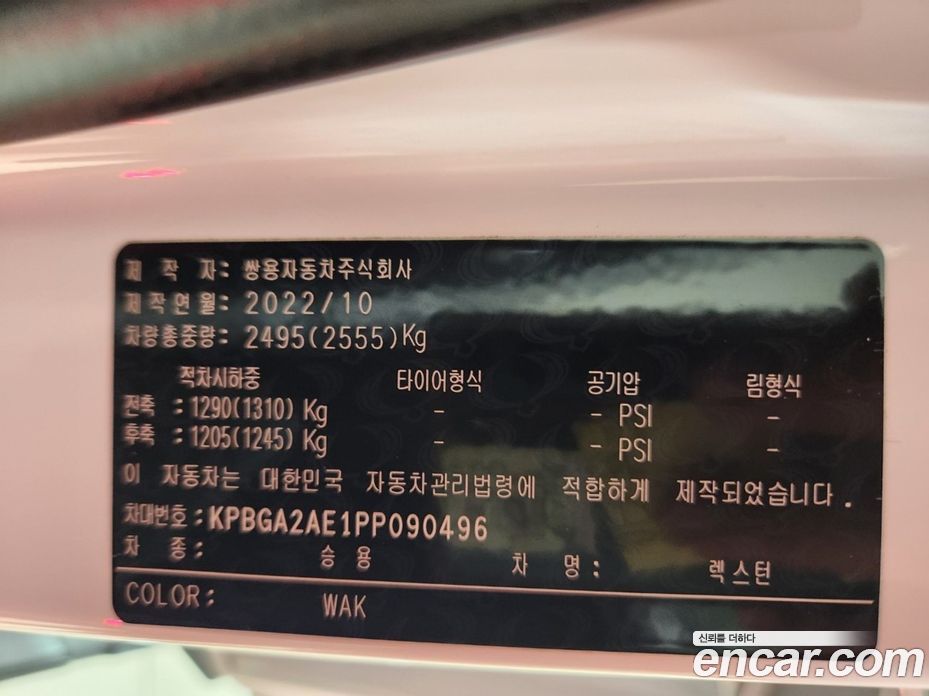 제 작 자: 쌍용자동차주식회사
제작연월: 2022/10
차량총중량: 2495(2555)Kg
적차시하중 타이어형식 공기압 림형식
전축 :1290(1310) Kg - - PSI -
후축 :1205(1245) Kg - - PSI -
이 자동차는 대한민국 자동차관리법령에 적합하게 제작되었습니다.
차대번호:KPBGA2AE1PP090496
차 종: 승용 차 명: 렉스턴
COLOR: WAK
신뢰를 더하다
encar.com